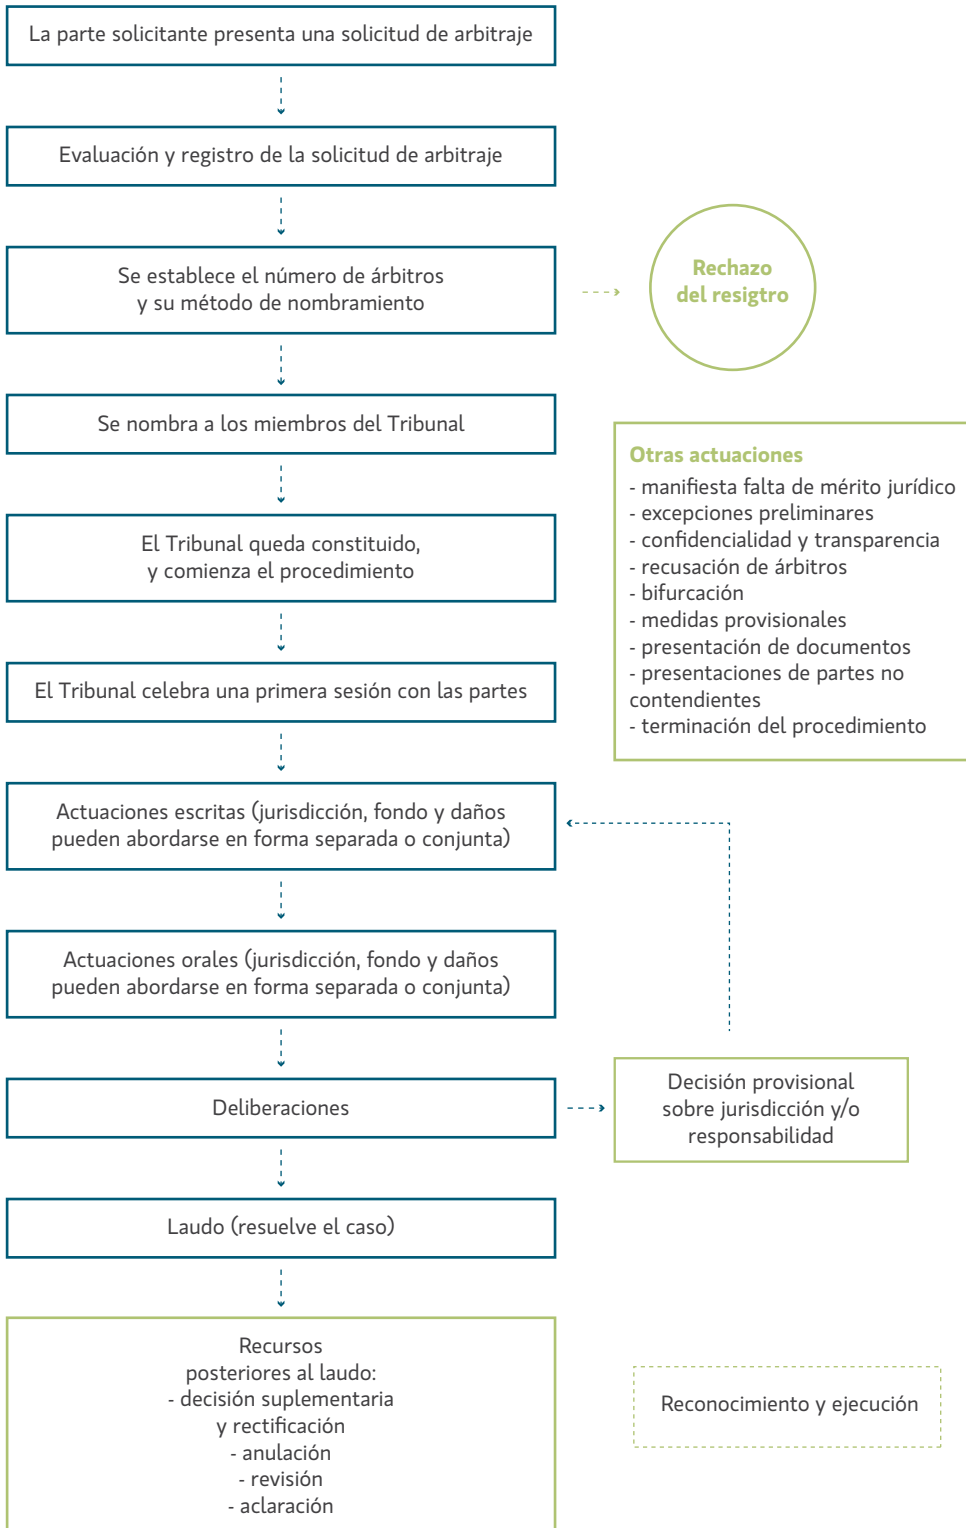 La parte solicitante presenta una solicitud de arbitraje
Evaluación y registro de la solicitud de arbitraje
Se establece el número de árbitros
y su método de nombramiento
Rechazo
del resigtro
Se nombra a los miembros del Tribunal
Otras actuaciones
- manifiesta falta de mérito jurídico
- excepciones preliminares
- confidencialidad y transparencia
- recusación de árbitros
- bifurcación
- medidas provisionales
- presentación de documentos
- presentaciones de partes no
contendientes
- terminación del procedimiento
El Tribunal queda constituido,
y comienza el procedimiento
El Tribunal celebra una primera sesión con las partes
Actuaciones escritas (jurisdicción, fondo y daños
pueden abordarse en forma separada o conjunta)
Actuaciones orales (jurisdicción, fondo y daños
pueden abordarse en forma separada o conjunta)
Deliberaciones
Decisión provisional
sobre jurisdicción y/o
responsabilidad
Laudo (resuelve el caso)
Recursos
posteriores al laudo:
- decisión suplementaria
y rectificación
- anulación
- revisión
- aclaración
Reconocimiento y ejecución